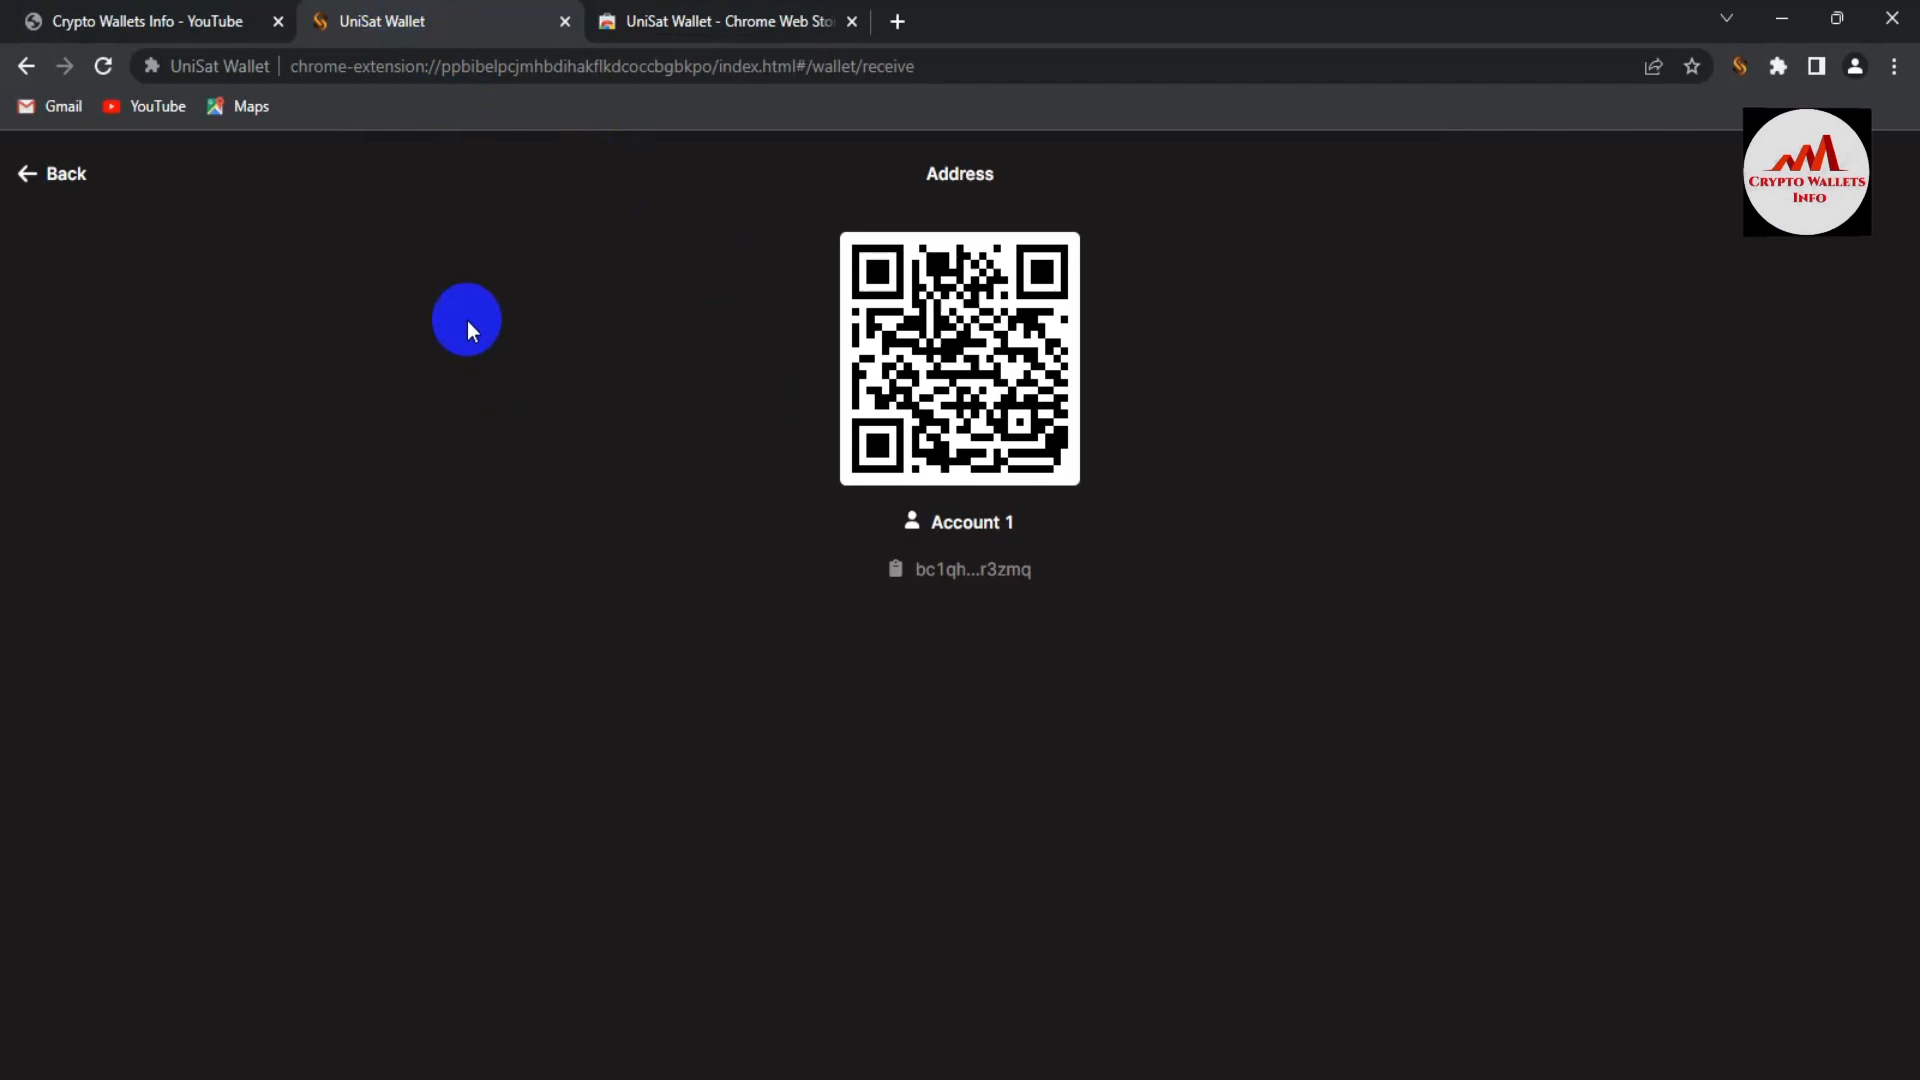 Crypto Wallets Info - YouTube
UniSat Wallet
UniSat Wallet - Chrome Web Sto
UniSat Wallet
chrome-extension://ppbibelpcjmhbdihakflkdcoccbgbkpo/index.html#/wallet/receive
Gmail
YouTube
Maps
CRYPTO WALLETS
INFO
Back
Address
Account 1
bc1qh...r3zmq